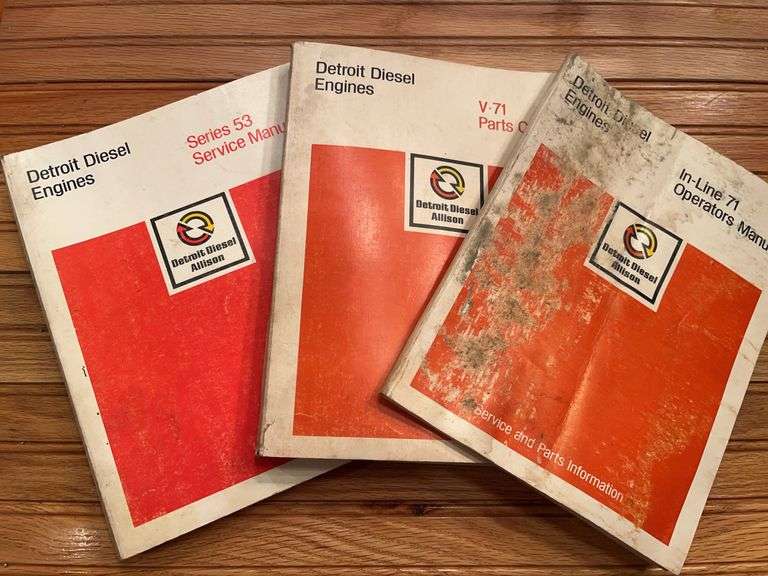 Detroit Diesel
Engines
Series 53
Service Manu
Detroit Diesel
Allison
Detroit Diesel
Engines
V-71
Parts C
Detroit Diesel
Allison
Detroit Diesel
Engines
In-Line 71
Operators Manu
Detroit Diesel
Allison
Service and Parts Information